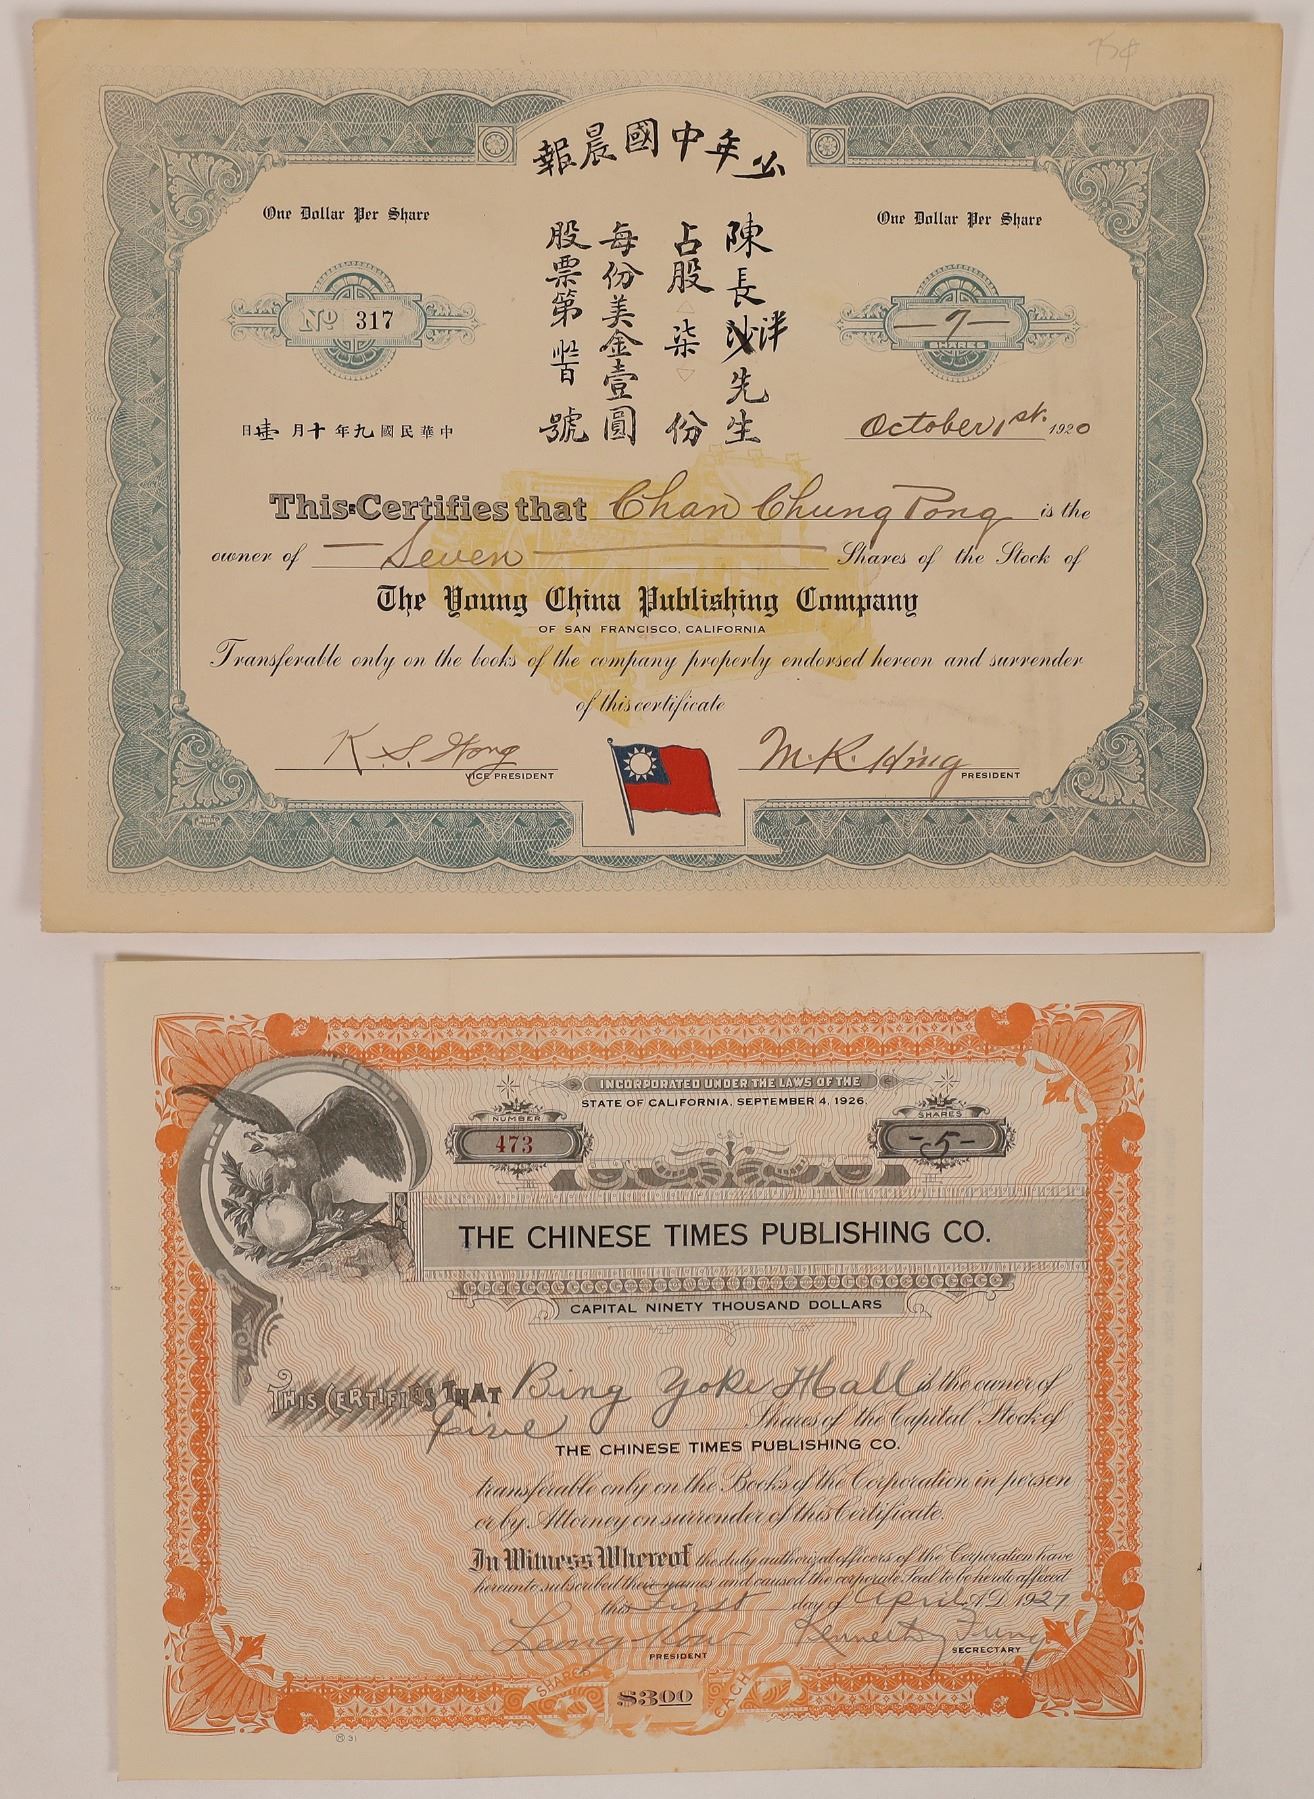 少年中國晨報
One Dollar Per Share
One Dollar Per Share
陳長泮先生
占股柒份
每份美金壹圓
股票第 號
No 317
—7—
SHARES
中華民國九年十月壹日
October 1st. 1920
This Certifies that Chan Chung Pong is the
owner of — Seven — Shares of the Stock of
The Young China Publishing Company
OF SAN FRANCISCO, CALIFORNIA
Transferable only on the books of the company properly endorsed hereon and surrender
of this certificate
K. S. Hong
VICE PRESIDENT
M. K. Hing
PRESIDENT
INCORPORATED UNDER THE LAWS OF THE
STATE OF CALIFORNIA, SEPTEMBER 4, 1926.
NUMBER
473
SHARES
-5-
THE CHINESE TIMES PUBLISHING CO.
CAPITAL NINETY THOUSAND DOLLARS
THIS CERTIFIES THAT Bing Yoke Hall is the owner of
five Shares of the Capital Stock of
THE CHINESE TIMES PUBLISHING CO.
transferable only on the Books of the Corporation in person
or by Attorney on surrender of this Certificate.
In Witness Whereof the duly authorized officers of the Corporation have
hereunto subscribed their names and caused the corporate Seal to be hereto affixed
this First day of April A.D. 1927
Leong Kow
PRESIDENT
Kenneth Fung
SECRECTARY
SHARES $3.00 EACH